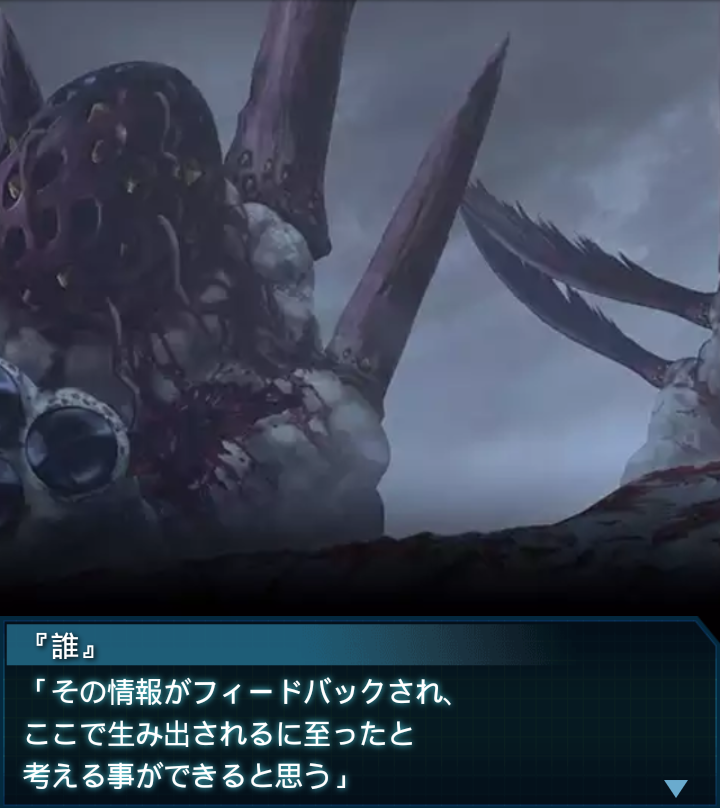 『誰』
「その情報がフィードバックされ、
ここで生み出されるに至ったと
考える事ができると思う」